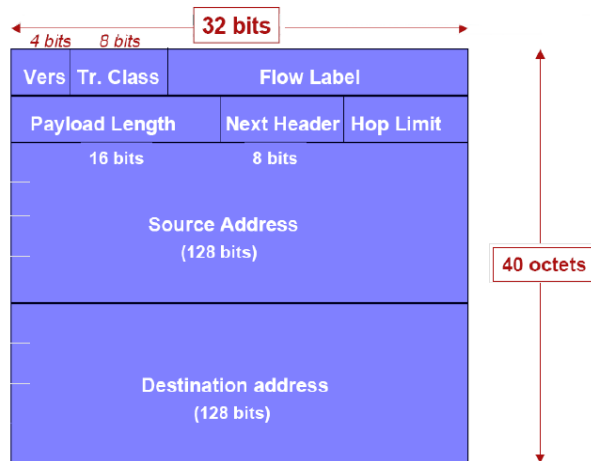 32 bits
4 bits 8 bits
Vers Tr. Class Flow Label
Payload Length Next Header Hop Limit
16 bits 8 bits
Source Address
(128 bits)
40 octets
Destination address
(128 bits)